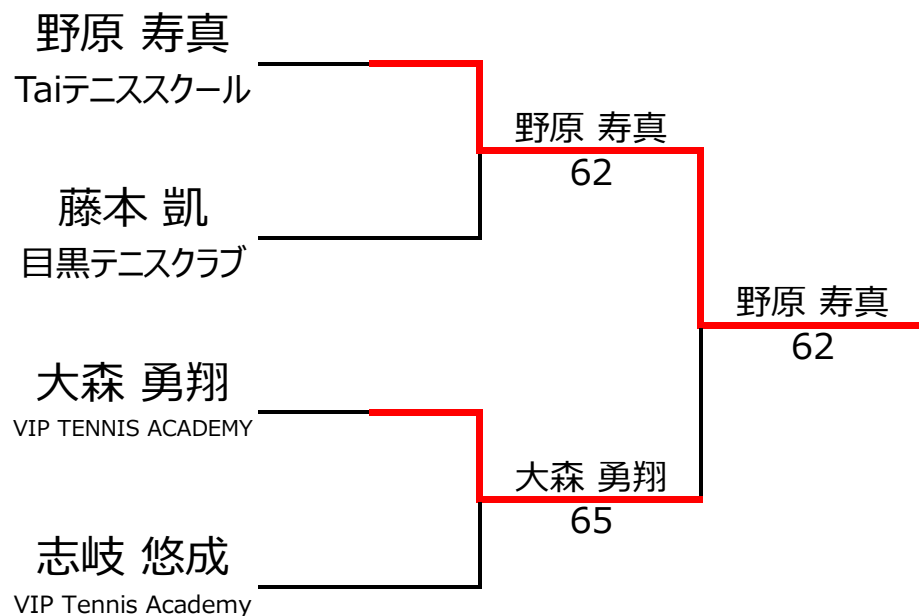 野原 寿真
Taiテニススクール
野原 寿真
62
藤本 凱
目黒テニスクラブ
野原 寿真
62
大森 勇翔
VIP TENNIS ACADEMY
大森 勇翔
65
志岐 悠成
VIP Tennis Academy